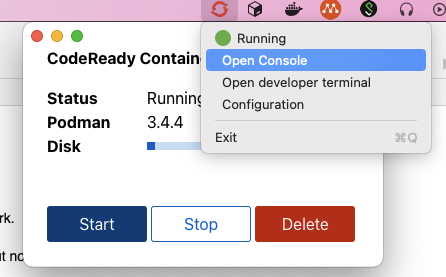 Running
Open Console
Open developer terminal
Configuration
Exit ⌘Q
CodeReady Contain
Status Running
Podman 3.4.4
Disk
Start Stop Delete
rk.
ut no